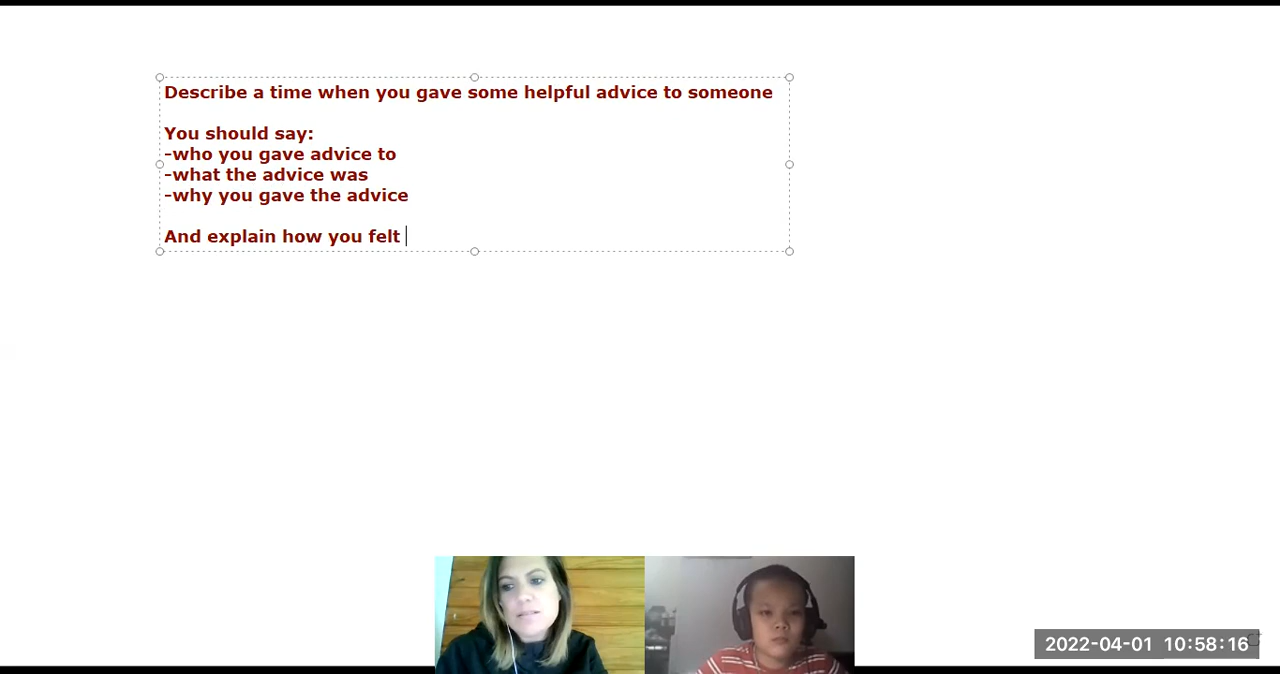 Describe a time when you gave some helpful advice to someone
You should say:
-who you gave advice to
-what the advice was
-why you gave the advice
And explain how you felt
2022-04-01 10:58:16